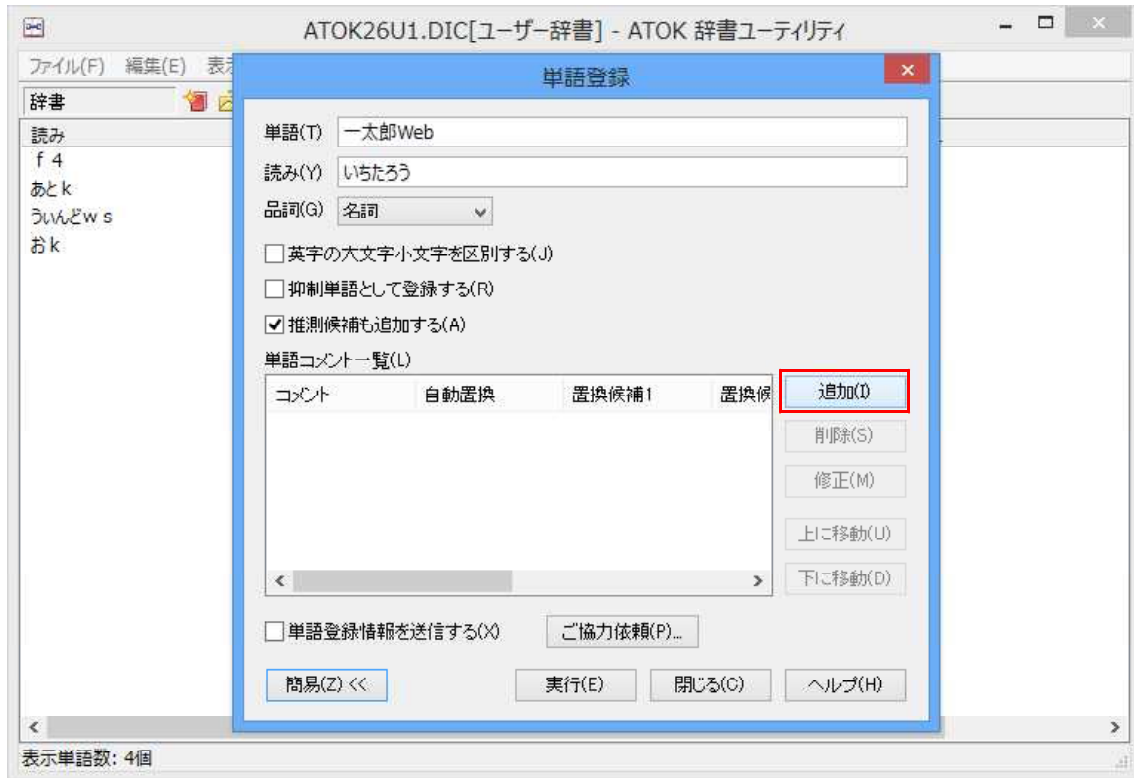 ATOK26U1.DIC[ユーザー辞書] - ATOK 辞書ユーティリティ
ファイル(F) 編集(E) 表示
辞書
読み
ｆ４
あとｋ
ういんどｗｓ
おｋ
単語登録
単語(T) 一太郎Web
読み(Y) いちたろう
品詞(G) 名詞
英字の大文字小文字を区別する(J)
抑制単語として登録する(R)
推測候補も追加する(A)
単語コメント一覧(L)
コメント 自動置換 置換候補1 置換候
追加(I)
削除(S)
修正(M)
上に移動(U)
下に移動(D)
単語登録情報を送信する(X) ご協力依頼(P)...
簡易(Z) << 実行(E) 閉じる(C) ヘルプ(H)
表示単語数: 4個